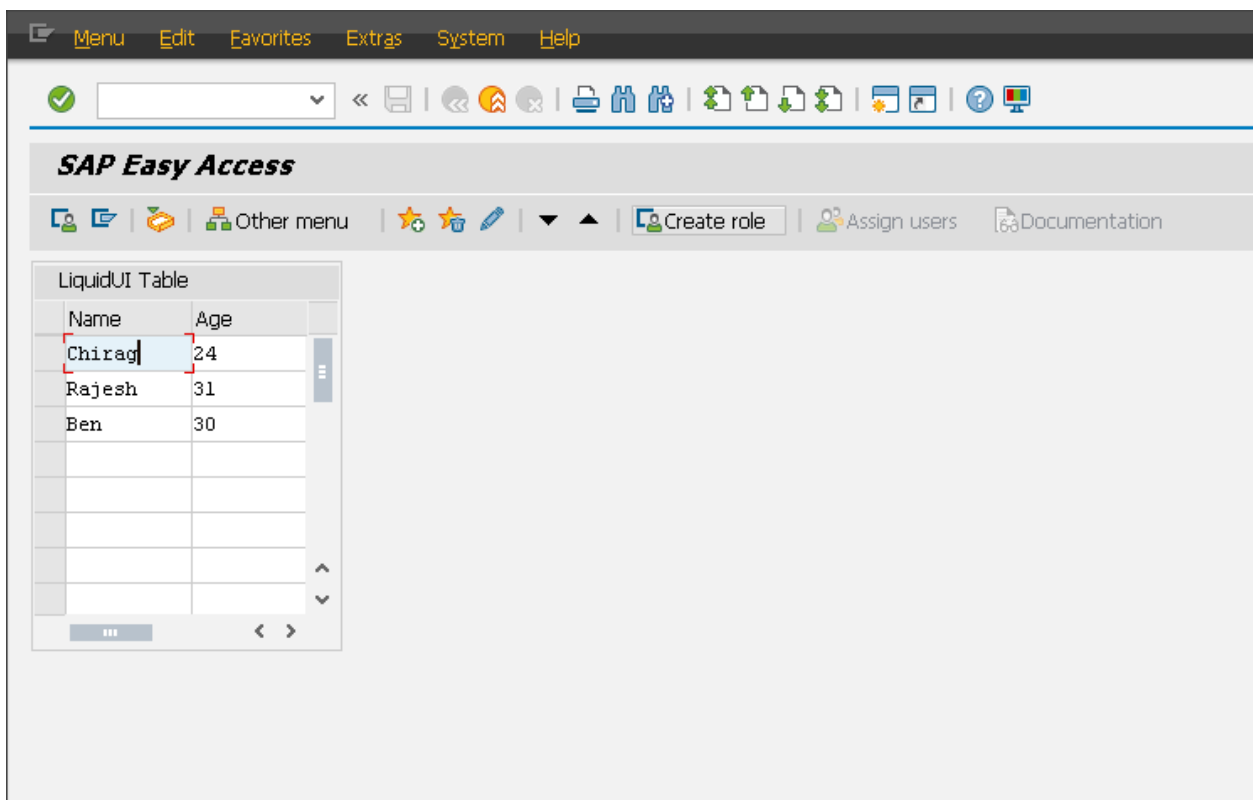 Menu Edit Favorites Extras System Help
SAP Easy Access
Other menu Create role Assign users Documentation
LiquidUI Table
Name Age
Chirag 24
Rajesh 31
Ben 30